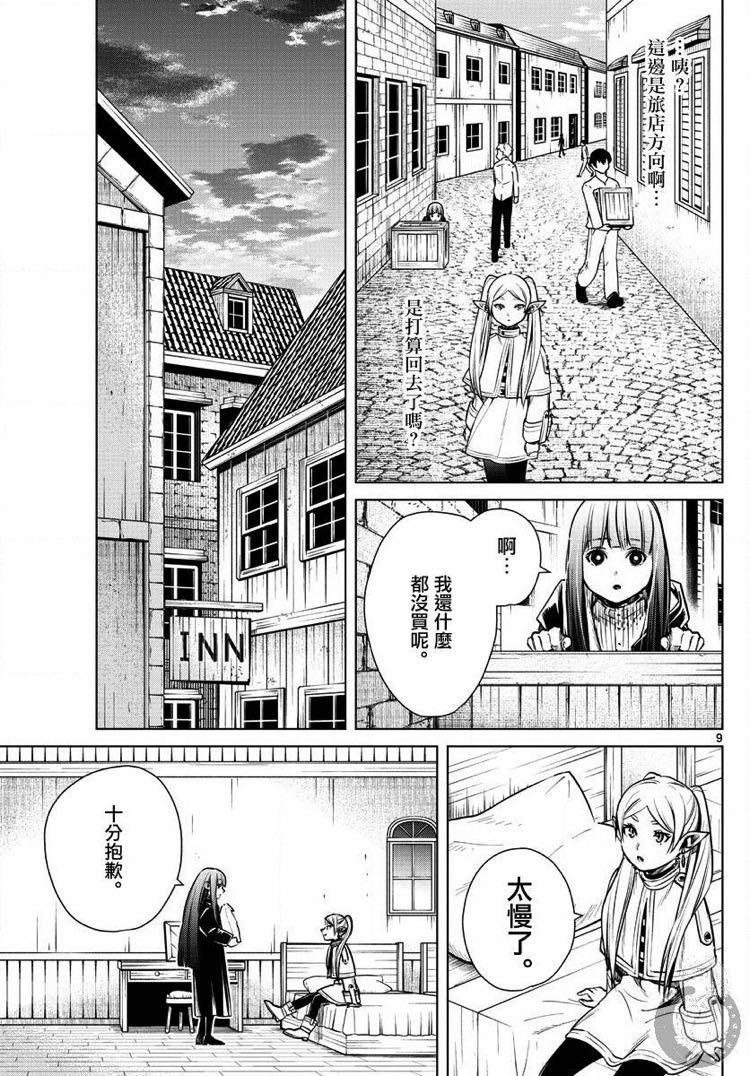 …咦？
這邊是旅店方向啊…
是打算回去了嗎？
啊…
我還什麼
都沒買呢。
INN
9
太慢了。
十分抱歉。